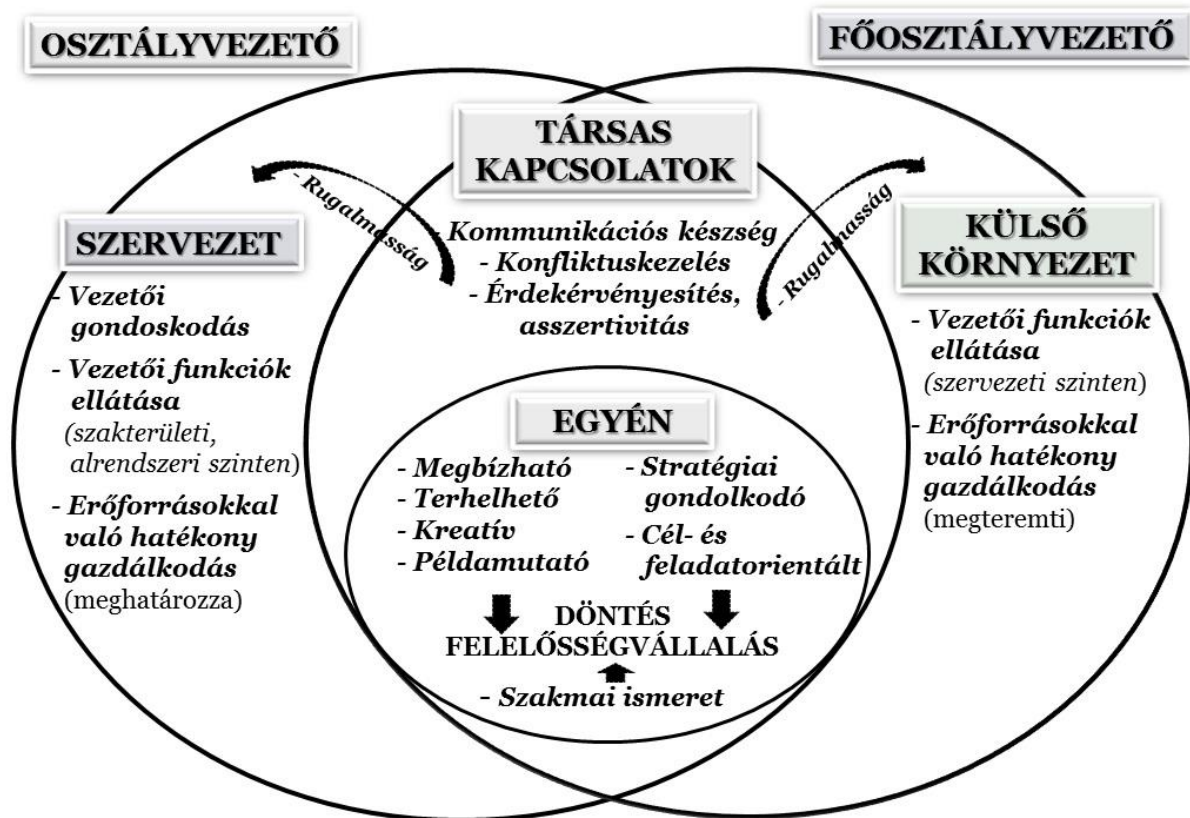 OSZTÁLYVEZETŐ
FŐOSZTÁLYVEZETŐ
TÁRSAS
KAPCSOLATOK
- Rugalmasság
- Rugalmasság
- Kommunikációs készség
- Konfliktuskezelés
- Érdekérvényesítés,
asszertivitás
SZERVEZET
- Vezetői
gondoskodás
- Vezetői funkciók
ellátása
(szakterületi,
alrendszeri szinten)
- Erőforrásokkal
való hatékony
gazdálkodás
(meghatározza)
KÜLSŐ
KÖRNYEZET
- Vezetői funkciók
ellátása
(szervezeti szinten)
- Erőforrásokkal
való hatékony
gazdálkodás
(megteremti)
EGYÉN
- Megbízható
- Terhelhető
- Kreatív
- Példamutató
- Stratégiai
gondolkodó
- Cél- és
feladatorientált
DÖNTÉS
FELELŐSSÉGVÁLLALÁS
- Szakmai ismeret